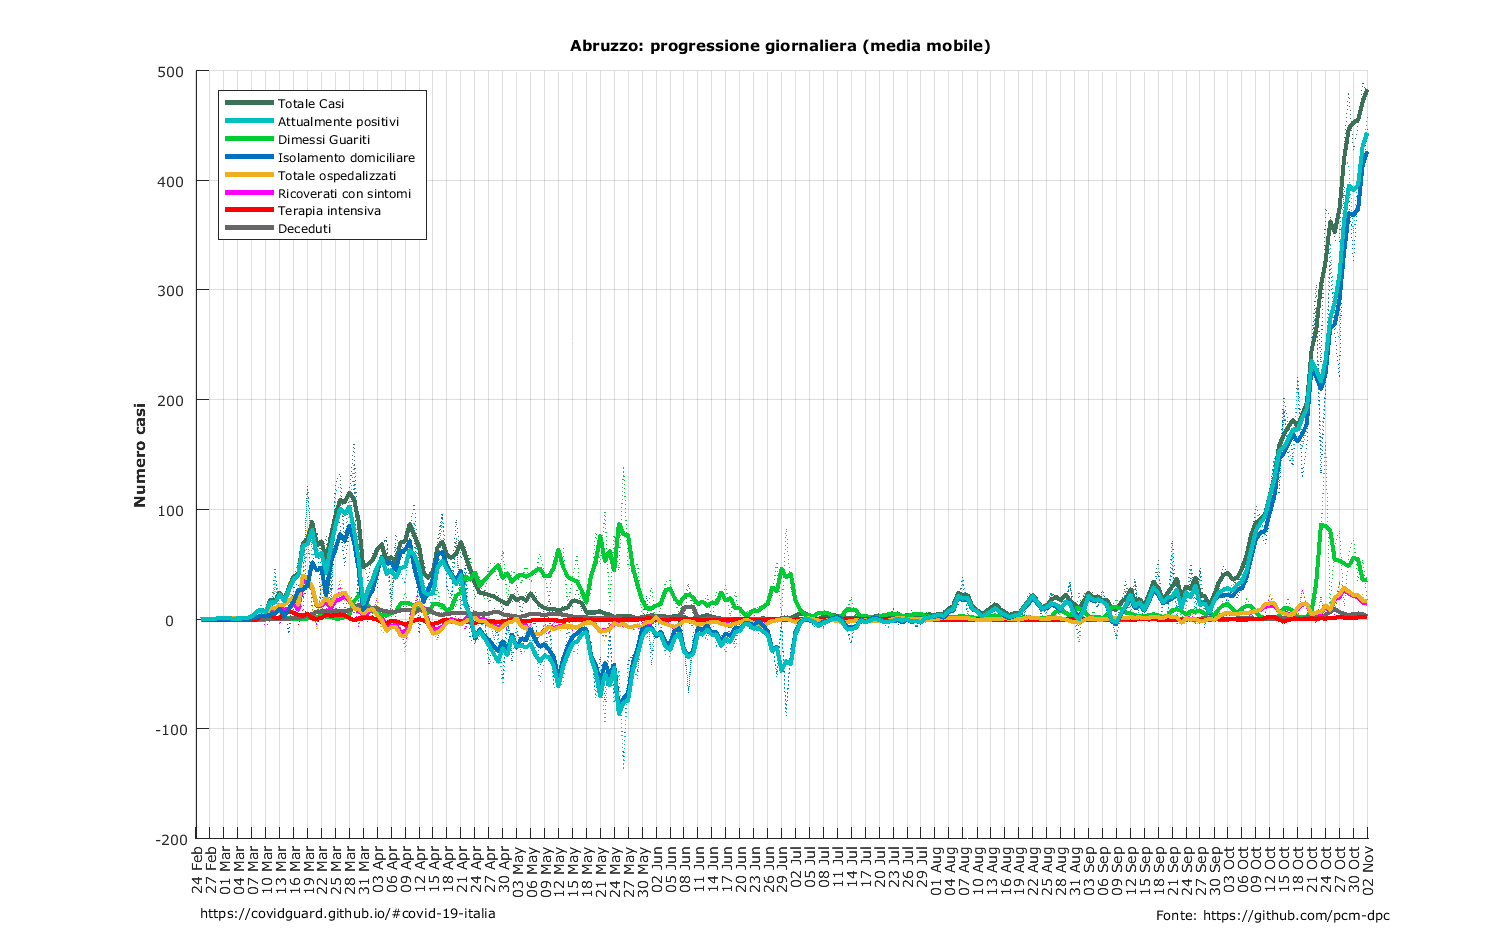 Abruzzo: progressione giornaliera (media mobile)
Numero casi
500
400
300
200
100
0
-100
-200
Totale Casi
Attualmente positivi
Dimessi Guariti
Isolamento domiciliare
Totale ospedalizzati
Ricoverati con sintomi
Terapia intensiva
Deceduti
24 Feb
27 Feb
01 Mar
04 Mar
07 Mar
10 Mar
13 Mar
16 Mar
19 Mar
22 Mar
25 Mar
28 Mar
31 Mar
03 Apr
06 Apr
09 Apr
12 Apr
15 Apr
18 Apr
21 Apr
24 Apr
27 Apr
30 Apr
03 May
06 May
09 May
12 May
15 May
18 May
21 May
24 May
27 May
30 May
02 Jun
05 Jun
08 Jun
11 Jun
14 Jun
17 Jun
20 Jun
23 Jun
26 Jun
29 Jun
02 Jul
05 Jul
08 Jul
11 Jul
14 Jul
17 Jul
20 Jul
23 Jul
26 Jul
29 Jul
01 Aug
04 Aug
07 Aug
10 Aug
13 Aug
16 Aug
19 Aug
22 Aug
25 Aug
28 Aug
31 Aug
03 Sep
06 Sep
09 Sep
12 Sep
15 Sep
18 Sep
21 Sep
24 Sep
27 Sep
30 Sep
03 Oct
06 Oct
09 Oct
12 Oct
15 Oct
18 Oct
21 Oct
24 Oct
27 Oct
30 Oct
02 Nov
https://covidguard.github.io/#covid-19-italia
Fonte: https://github.com/pcm-dpc